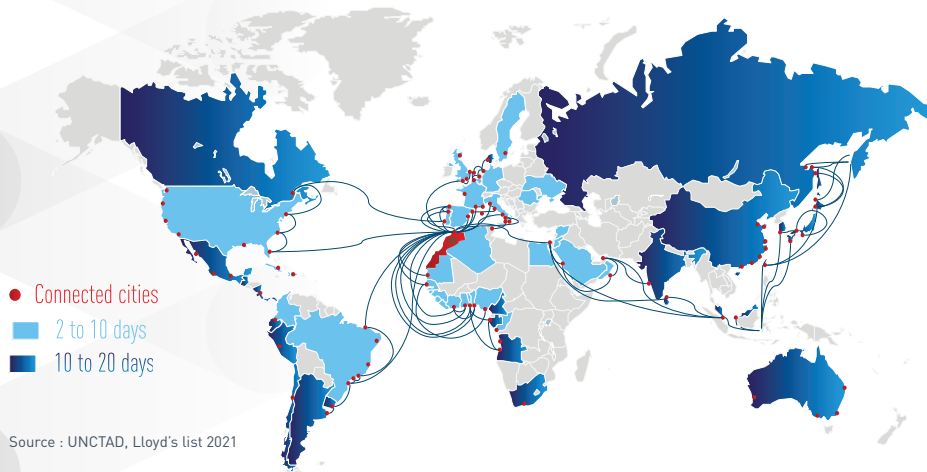 Connected cities
2 to 10 days
10 to 20 days
Source : UNCTAD, Lloyd’s list 2021